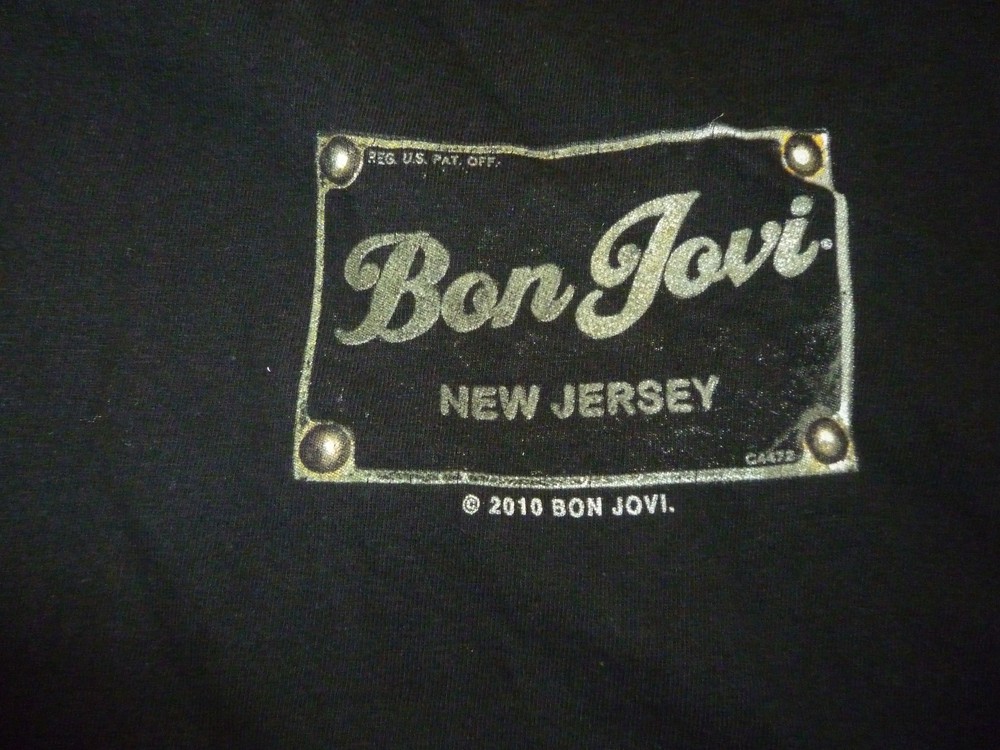 REG. U.S. PAT. OFF.
Bon Jovi
NEW JERSEY
© 2010 BON JOVI.